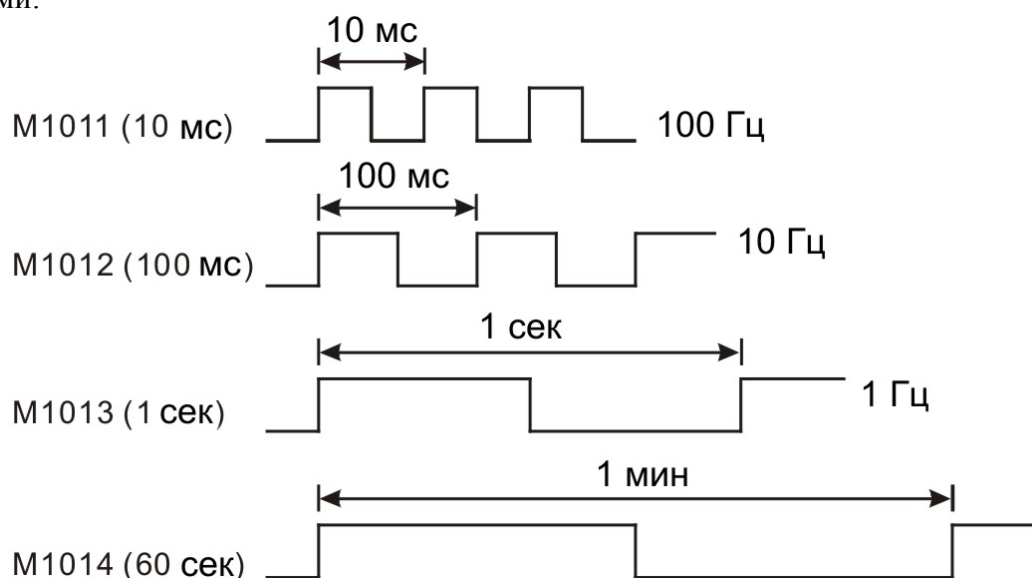 ми.
10 мс
M1011 (10 мс)
100 Гц
100 мс
M1012 (100 мс)
10 Гц
1 сек
M1013 (1 сек)
1 Гц
1 мин
M1014 (60 сек)